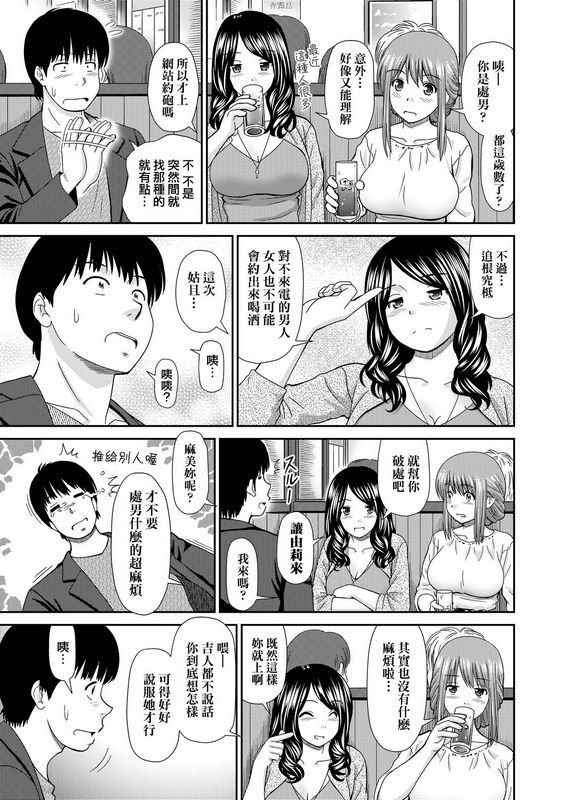 咦—
你是處男?
都這歲數了?
意外…
好像又能理解
最近
這種人很多
所以才上
網站約砲嗎
不 不是
突然間就
找那種的
就有點…
不過…
追根究柢
對不來電的男人
女人也不可能
會約出來喝酒
這次
姑且…
咦…
咦咦?
就幫你
破處吧
スルー
讓由莉來
我來嗎?
麻美妳呢?
推給別人喔
才不要
處男什麼的超麻煩
其實也沒有什麼
麻煩啦…
既然這樣
妳就上啊
喂—
吉人都不說話
你到底想怎樣
可得好好
說服她才行
咦…